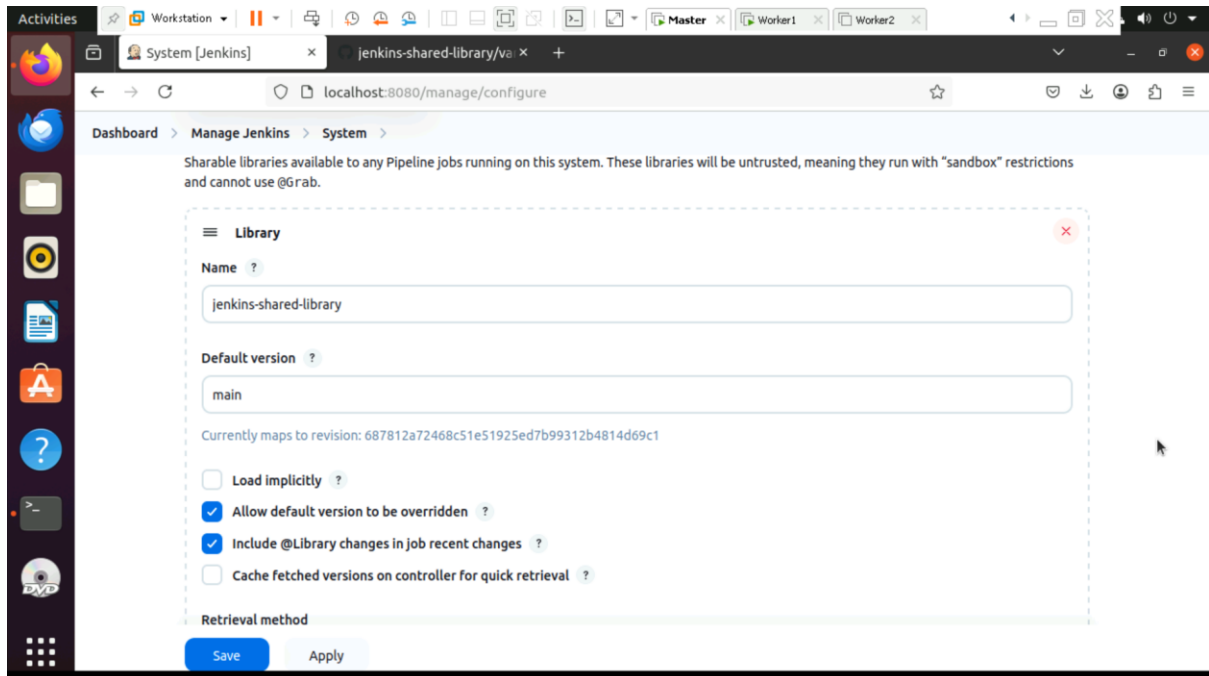 Activities
Workstation
Master
Worker1
Worker2
System [Jenkins]
jenkins-shared-library/va
localhost:8080/manage/configure
Dashboard > Manage Jenkins > System >
Sharable libraries available to any Pipeline jobs running on this system. These libraries will be untrusted, meaning they run with “sandbox” restrictions
and cannot use @Grab.
Library
Name ?
jenkins-shared-library
Default version ?
main
Currently maps to revision: 687812a72468c51e51925ed7b99312b4814d69c1
Load implicitly ?
Allow default version to be overridden ?
Include @Library changes in job recent changes ?
Cache fetched versions on controller for quick retrieval ?
Retrieval method
Save Apply
DVD